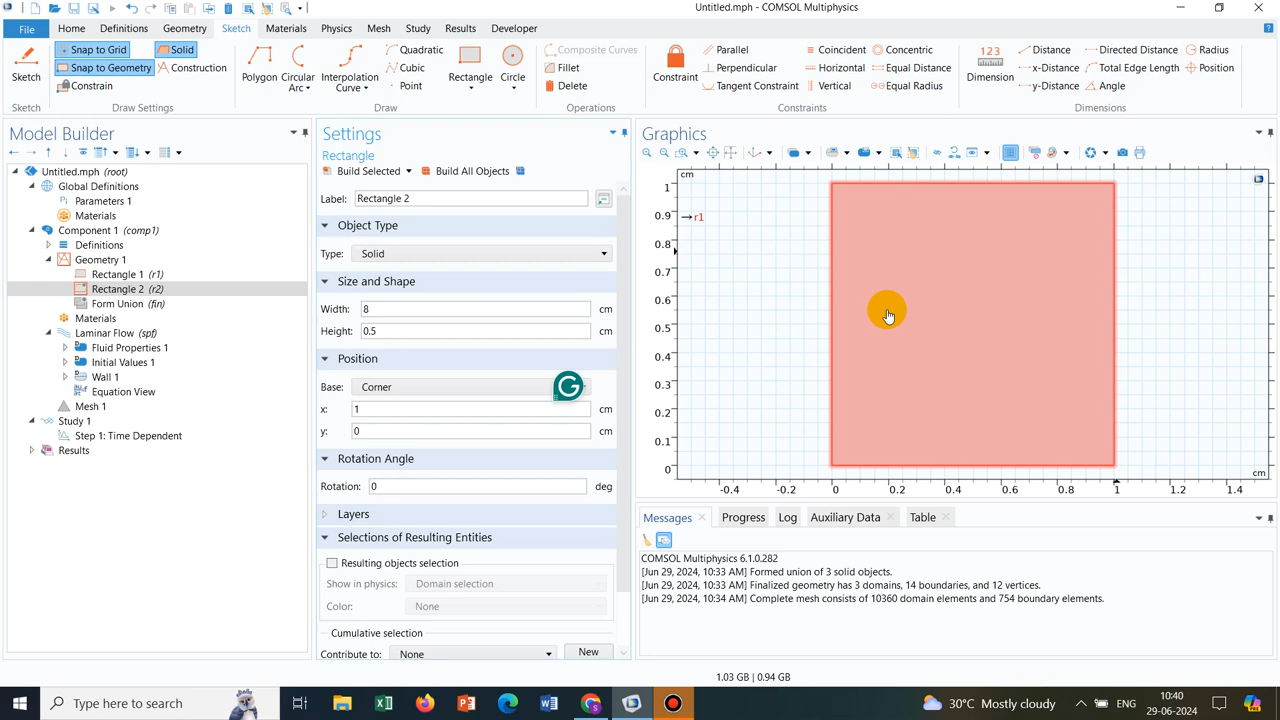 Untitled.mph - COMSOL Multiphysics
File Home Definitions Geometry Sketch Materials Physics Mesh Study Results Developer
Sketch
Sketch
Snap to Grid Solid
Snap to Geometry Construction
Constrain
Draw Settings
Polygon Circular Arc Interpolation Curve Quadratic Cubic Point Rectangle Circle
Draw
Composite Curves
Fillet
Delete
Operations
Constraint Parallel Coincident Concentric
Perpendicular Horizontal Equal Distance
Tangent Constraint Vertical Equal Radius
Constraints
123
Dimension Distance Directed Distance Radius
x-Distance Total Edge Length Position
y-Distance Angle
Dimensions
Model Builder
Untitled.mph (root)
Global Definitions
Parameters 1
Materials
Component 1 (comp1)
Definitions
Geometry 1
Rectangle 1 (r1)
Rectangle 2 (r2)
Form Union (fin)
Materials
Laminar Flow (spf)
Fluid Properties 1
Initial Values 1
Wall 1
Equation View
Mesh 1
Study 1
Step 1: Time Dependent
Results
Settings
Rectangle
Build Selected Build All Objects
Label: Rectangle 2
Object Type
Type: Solid
Size and Shape
Width: 8 cm
Height: 0.5 cm
Position
Base: Corner
x: 1 cm
y: 0 cm
Rotation Angle
Rotation: 0 deg
Layers
Selections of Resulting Entities
Resulting objects selection
Show in physics: Domain selection
Color: None
Cumulative selection
Contribute to: None New
Graphics
cm
1
0.9
r1
0.8
0.7
0.6
0.5
0.4
0.3
0.2
0.1
0
cm
-0.4 -0.2 0 0.2 0.4 0.6 0.8 1 1.2 1.4
Messages Progress Log Auxiliary Data Table
COMSOL Multiphysics 6.1.0.282
[Jun 29, 2024, 10:33 AM] Formed union of 3 solid objects.
[Jun 29, 2024, 10:33 AM] Finalized geometry has 3 domains, 14 boundaries, and 12 vertices.
[Jun 29, 2024, 10:34 AM] Complete mesh consists of 10360 domain elements and 754 boundary elements.
1.03 GB | 0.94 GB
Type here to search
30°C Mostly cloudy
10:40
29-06-2024